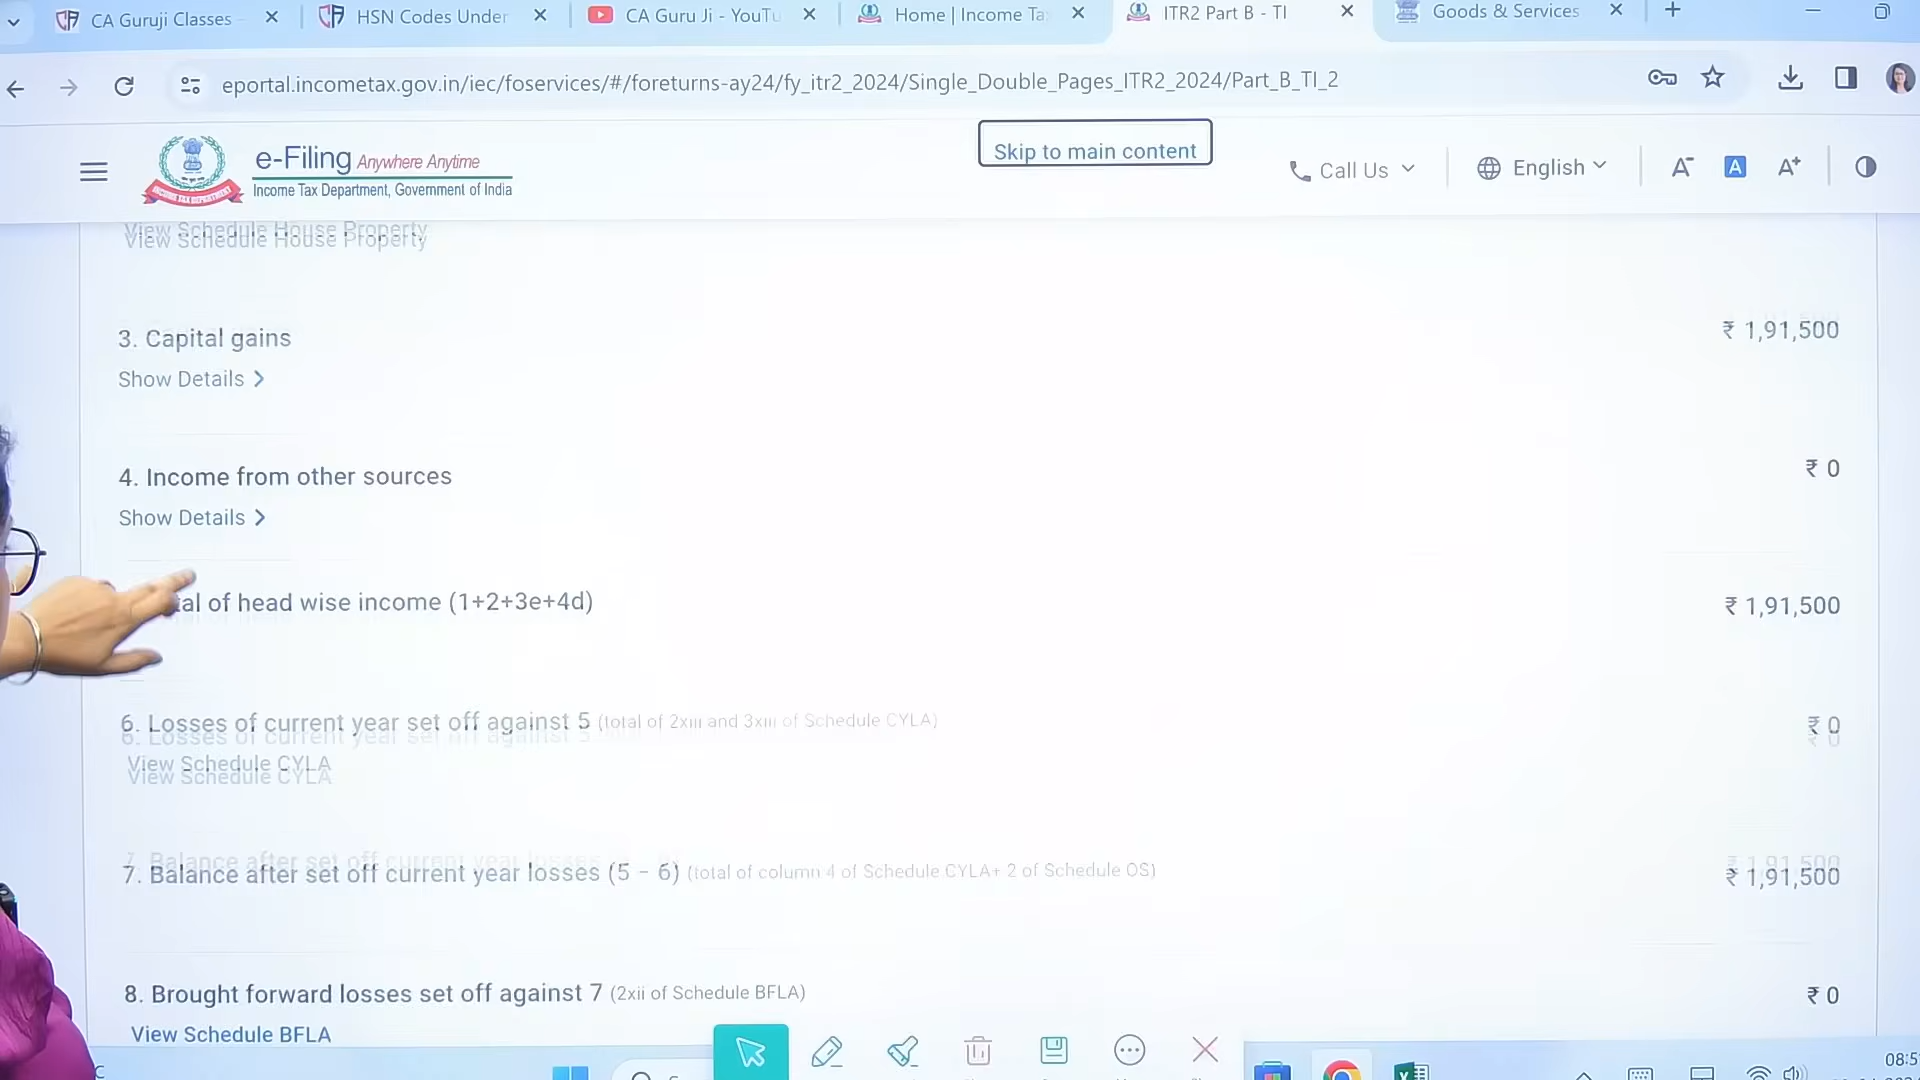 CA Guruji Classes
HSN Codes Under
CA Guru Ji - YouTu
Home | Income Ta
ITR2 Part B - TI
Goods & Services
eportal.incometax.gov.in/iec/foservices/#/foreturns-ay24/fy_itr2_2024/Single_Double_Pages_ITR2_2024/Part_B_TI_2
e-Filing Anywhere Anytime
Income Tax Department, Government of India
Skip to main content
Call Us
English
A- A A+
View Schedule House Property
3. Capital gains ₹ 1,91,500
Show Details
4. Income from other sources ₹ 0
Show Details
tal of head wise income (1+2+3e+4d) ₹ 1,91,500
6. Losses of current year set off against 5 (total of 2xiii and 3xiii of Schedule CYLA) ₹ 0
View Schedule CYLA
7. Balance after set off current year losses (5 - 6) (total of column 4 of Schedule CYLA+ 2 of Schedule OS) ₹ 1,91,500
8. Brought forward losses set off against 7 (2xii of Schedule BFLA) ₹ 0
View Schedule BFLA
08:5